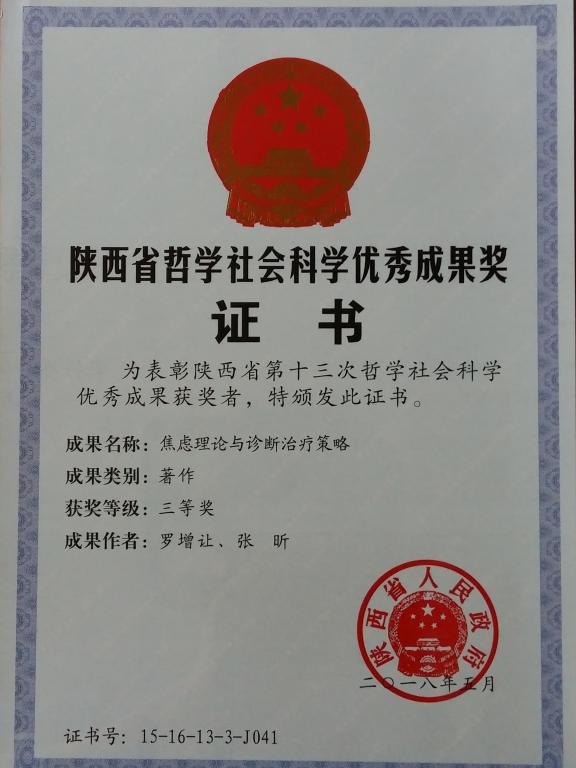 陕西省哲学社会科学优秀成果奖
证 书
为表彰陕西省第十三次哲学社会科学
优秀成果获奖者，特颁发此证书。
成果名称：焦虑理论与诊断治疗策略
成果类别：著作
获奖等级：三等奖
成果作者：罗增让、张 昕
陕西省人民政府
二〇一八年五月
证书号：15-16-13-3-J041